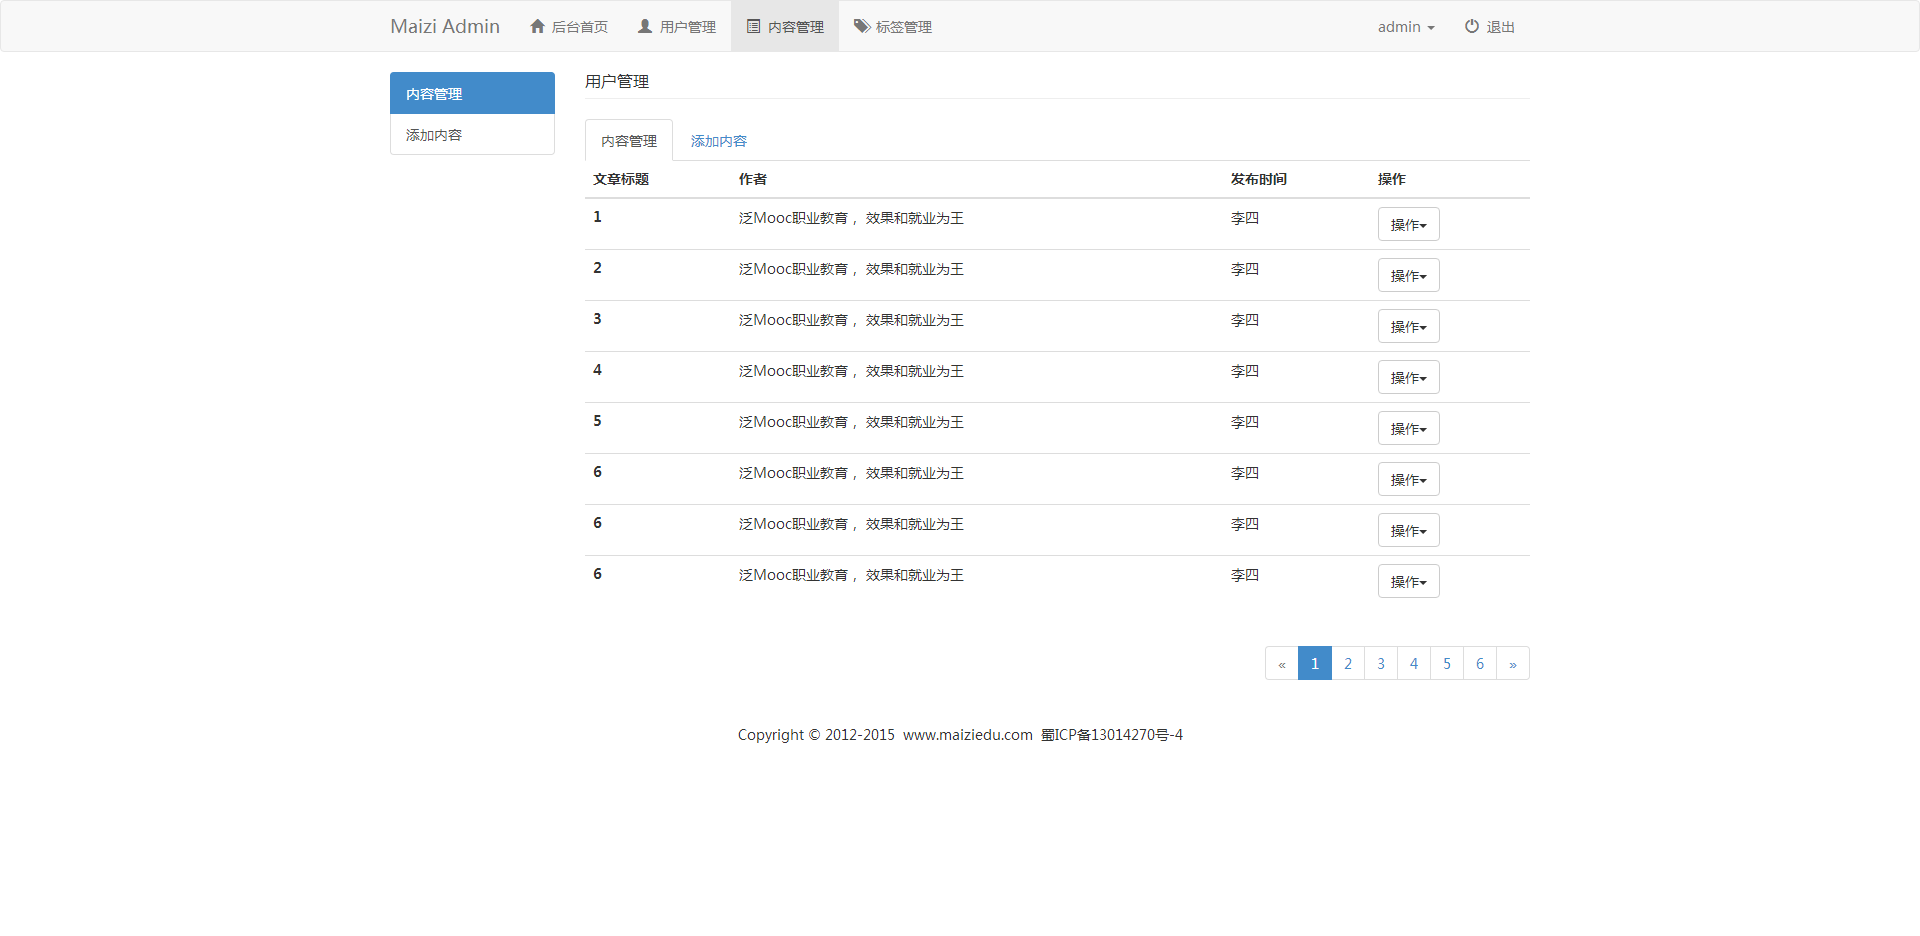 Maizi Admin 后台首页 用户管理 内容管理 标签管理 admin 退出
内容管理
添加内容
用户管理
内容管理 添加内容
文章标题 作者 发布时间 操作
1 泛Mooc职业教育，效果和就业为王 李四 操作
2 泛Mooc职业教育，效果和就业为王 李四 操作
3 泛Mooc职业教育，效果和就业为王 李四 操作
4 泛Mooc职业教育，效果和就业为王 李四 操作
5 泛Mooc职业教育，效果和就业为王 李四 操作
6 泛Mooc职业教育，效果和就业为王 李四 操作
6 泛Mooc职业教育，效果和就业为王 李四 操作
6 泛Mooc职业教育，效果和就业为王 李四 操作
« 1 2 3 4 5 6 »
Copyright © 2012-2015 www.maiziedu.com 蜀ICP备13014270号-4